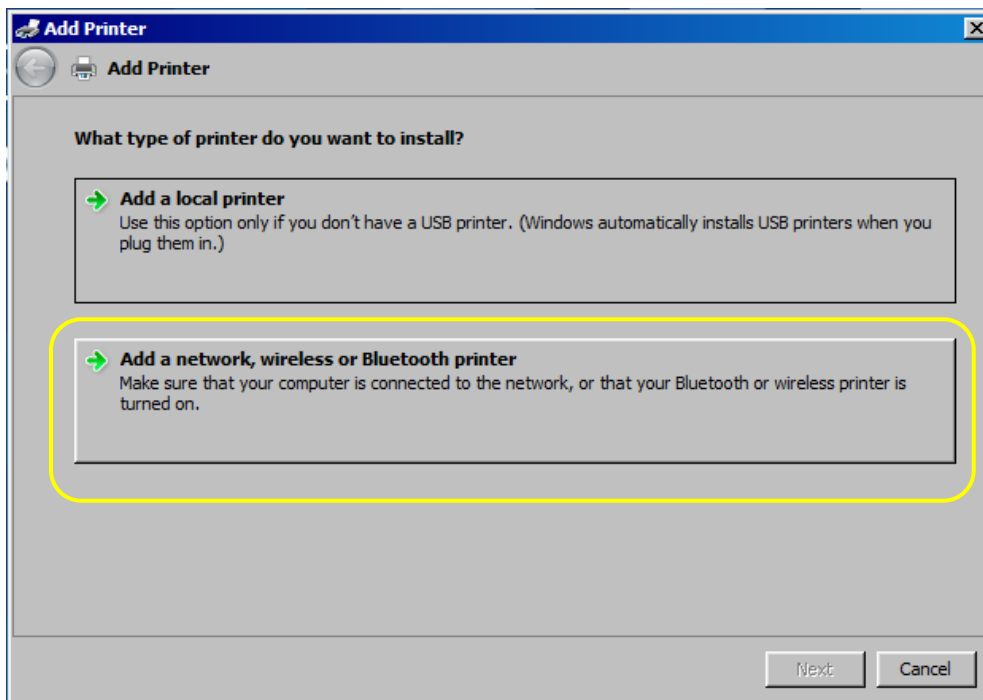 Add Printer
Add Printer
What type of printer do you want to install?
Add a local printer
Use this option only if you don't have a USB printer. (Windows automatically installs USB printers when you
plug them in.)
Add a network, wireless or Bluetooth printer
Make sure that your computer is connected to the network, or that your Bluetooth or wireless printer is
turned on.
Next Cancel